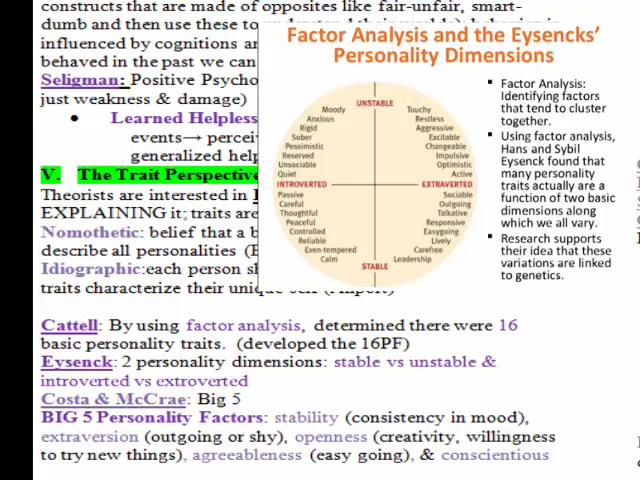 constructs that are made of opposites like fair-unfair, smart-
dumb and then use these to
influenced by cognitions
behaved in the past we can
Seligman: Positive
just weakness & damage)
• Learned
events→
generalized
V. The Trait Perspective
Theorists are interested in
EXPLAINING it; traits are
Nomothetic: belief that a
describe all personalities
Idiographic:each person
traits characterize their
Cattell: By using factor analysis, determined there were 16
basic personality traits. (developed the 16PF)
Eysenck: 2 personality dimensions: stable vs unstable &
introverted vs extroverted
Costa & McCrae: Big 5
BIG 5 Personality Factors: stability (consistency in mood),
extraversion (outgoing or shy), openness (creativity, willingness
to try new things), agreeableness (easy going), & conscientious
Factor Analysis and the Eysencks’
Personality Dimensions
UNSTABLE
Moody
Anxious
Rigid
Sober
Pessimistic
Reserved
Unsociable
Quiet
Touchy
Restless
Aggressive
Excitable
Changeable
Impulsive
Optimistic
Active
INTROVERTED
EXTRAVERTED
Passive
Careful
Thoughtful
Peaceful
Controlled
Reliable
Even-tempered
Calm
Sociable
Outgoing
Talkative
Responsive
Easygoing
Lively
Carefree
Leadership
STABLE
▪ Factor Analysis:
Identifying factors
that tend to cluster
together.
▪ Using factor analysis,
Hans and Sybil
Eysenck found that
many personality
traits actually are a
function of two basic
dimensions along
which we all vary.
▪ Research supports
their idea that these
variations are linked
to genetics.